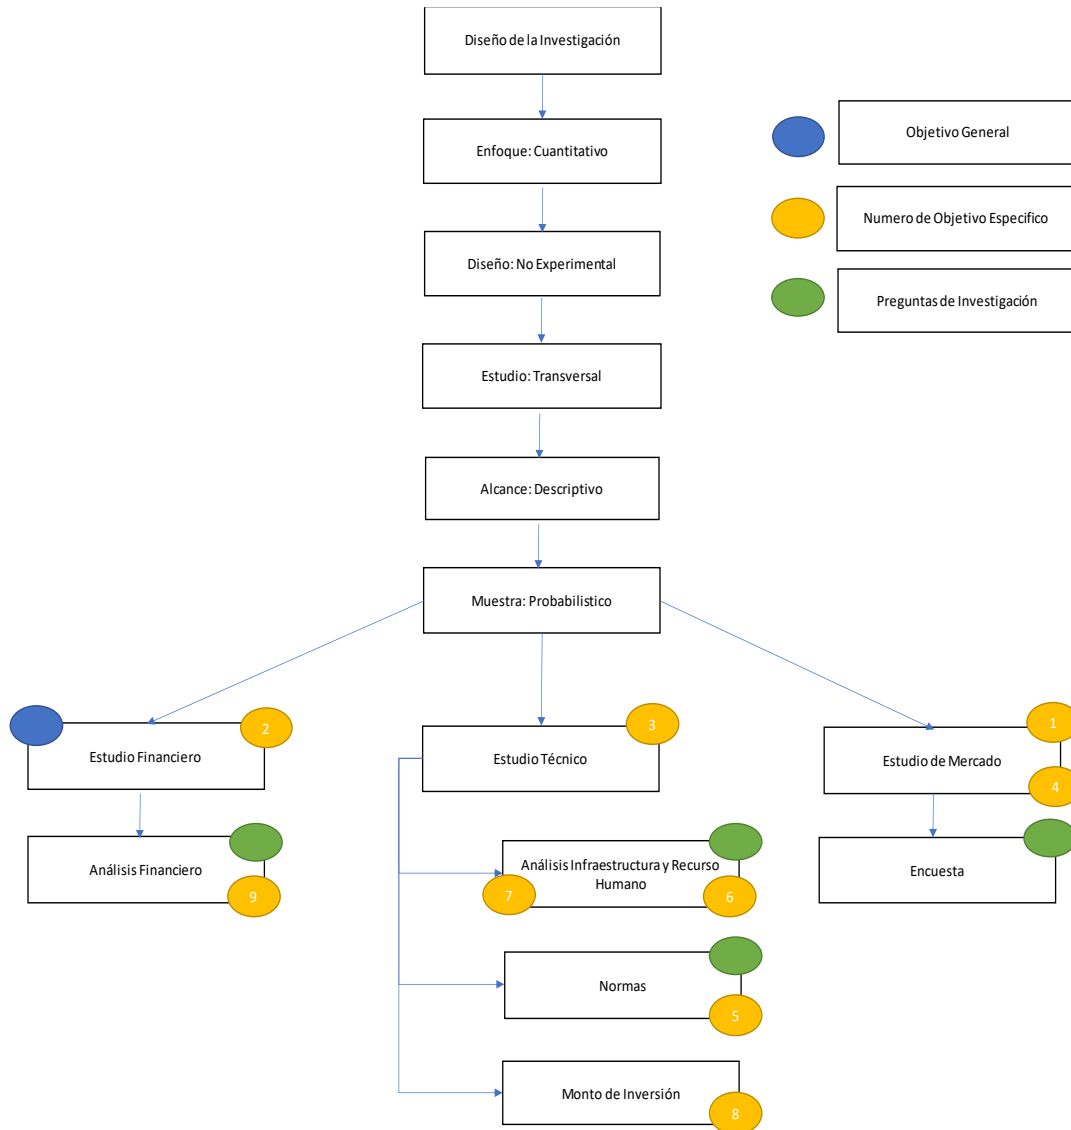 Diseño de la Investigación
Enfoque: Cuantitativo
Objetivo General
Numero de Objetivo Especifico
Diseño: No Experimental
Preguntas de Investigación
Estudio: Transversal
Alcance: Descriptivo
Muestra: Probabilistico
2
Estudio Financiero
3
Estudio Técnico
1
Estudio de Mercado
4
Análisis Financiero
9
Análisis Infraestructura y Recurso
Humano
7
6
Encuesta
Normas
5
Monto de Inversión
8